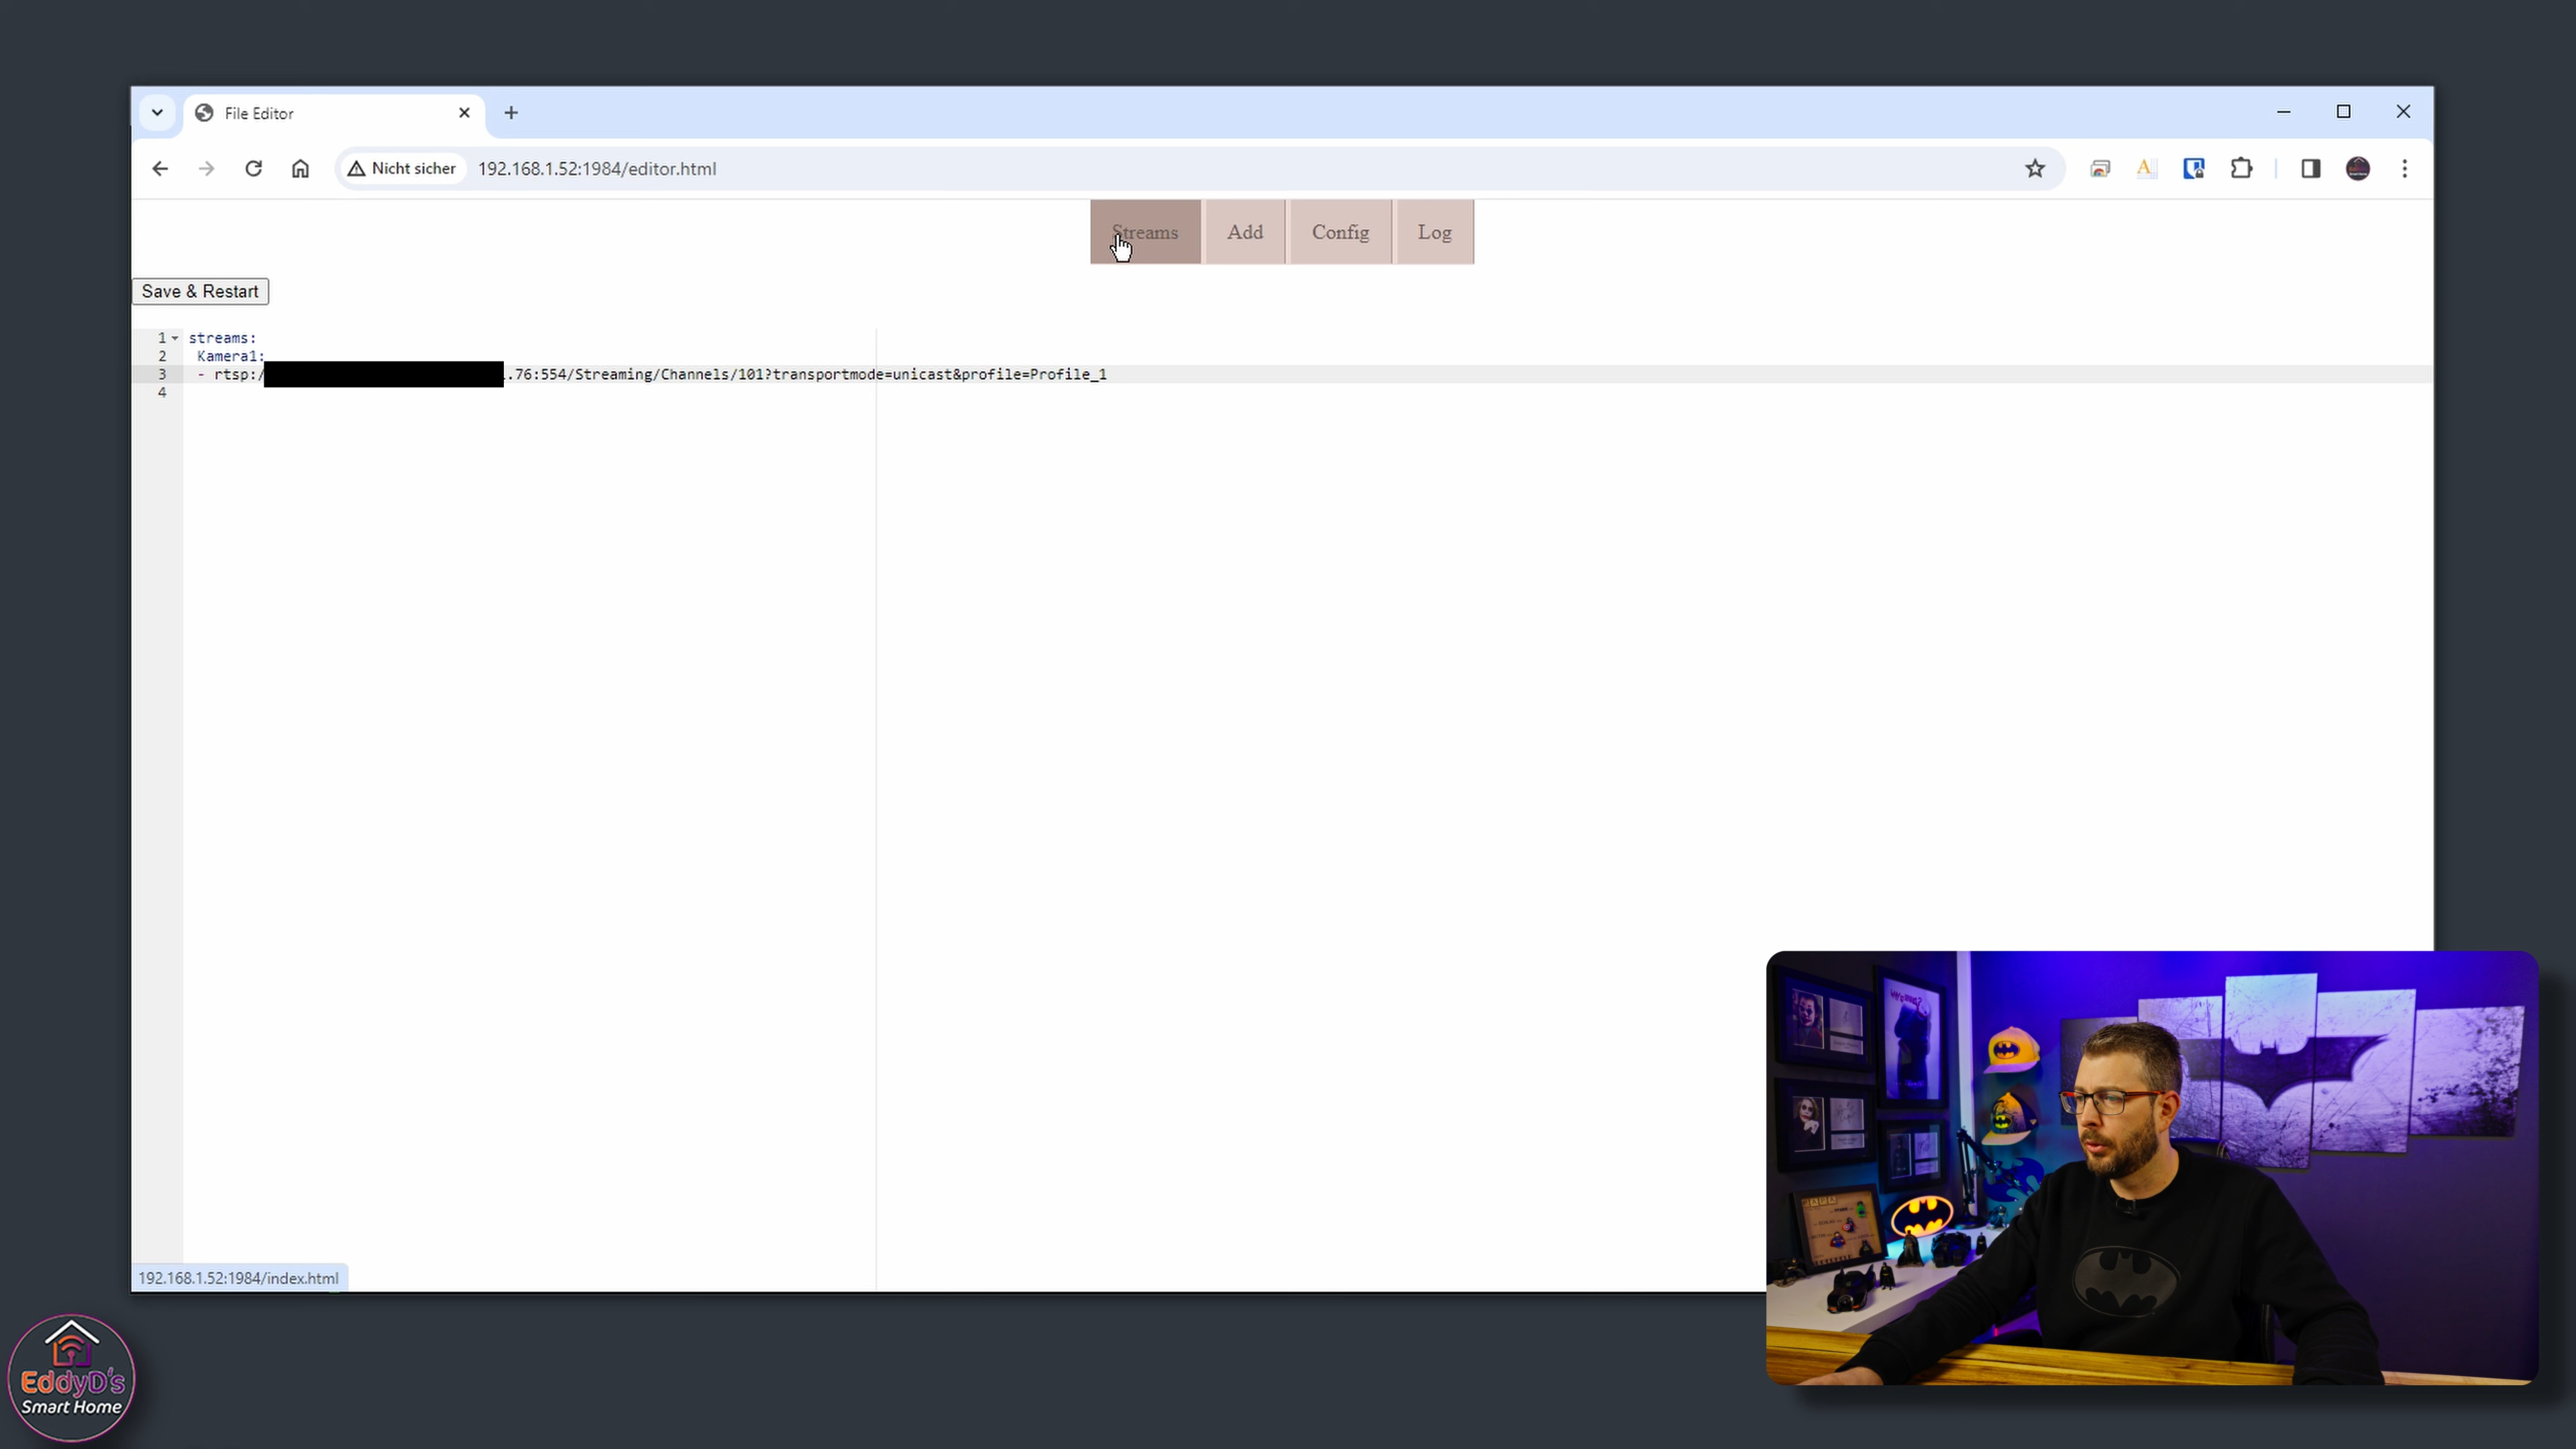 File Editor
Nicht sicher
192.168.1.52:1984/editor.html
Streams
Add
Config
Log
Save & Restart
1 streams:
2 Kamera1:
3 - rtsp:/ .76:554/Streaming/Channels/101?transportmode=unicast&profile=Profile_1
4
192.168.1.52:1984/index.html
EddyD's
Smart Home